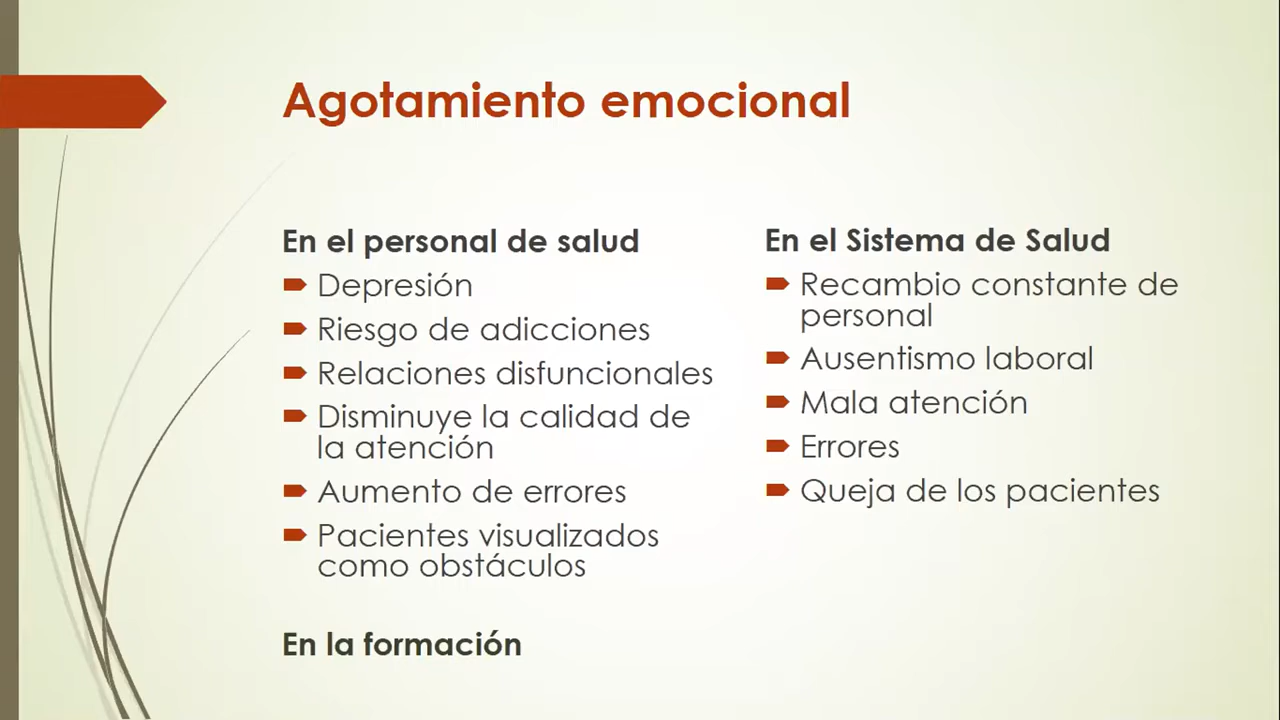 Agotamiento emocional
En el personal de salud
Depresión
Riesgo de adicciones
Relaciones disfuncionales
Disminuye la calidad de
la atención
Aumento de errores
Pacientes visualizados
como obstáculos
En la formación
En el Sistema de Salud
Recambio constante de
personal
Ausentismo laboral
Mala atención
Errores
Queja de los pacientes